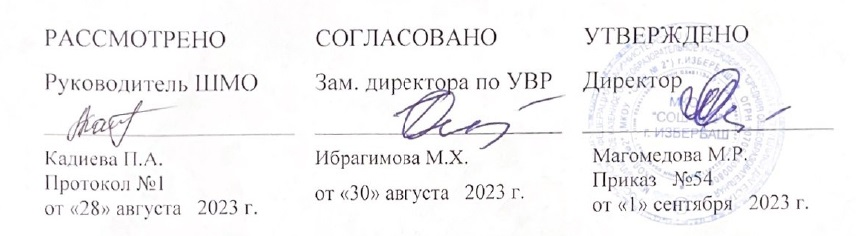 РАССМОТРЕНО
Руководитель ШМО
Кадиева П.А.
Протокол №1
от «28» августа 2023 г.
СОГЛАСОВАНО
Зам. директора по УВР
Ибрагимова М.Х.
от «30» августа 2023 г.
УТВЕРЖДЕНО
Директор
Магомедова М.Р.
Приказ №54
от «1» сентября 2023 г.
г. ИЗБЕРБАШ